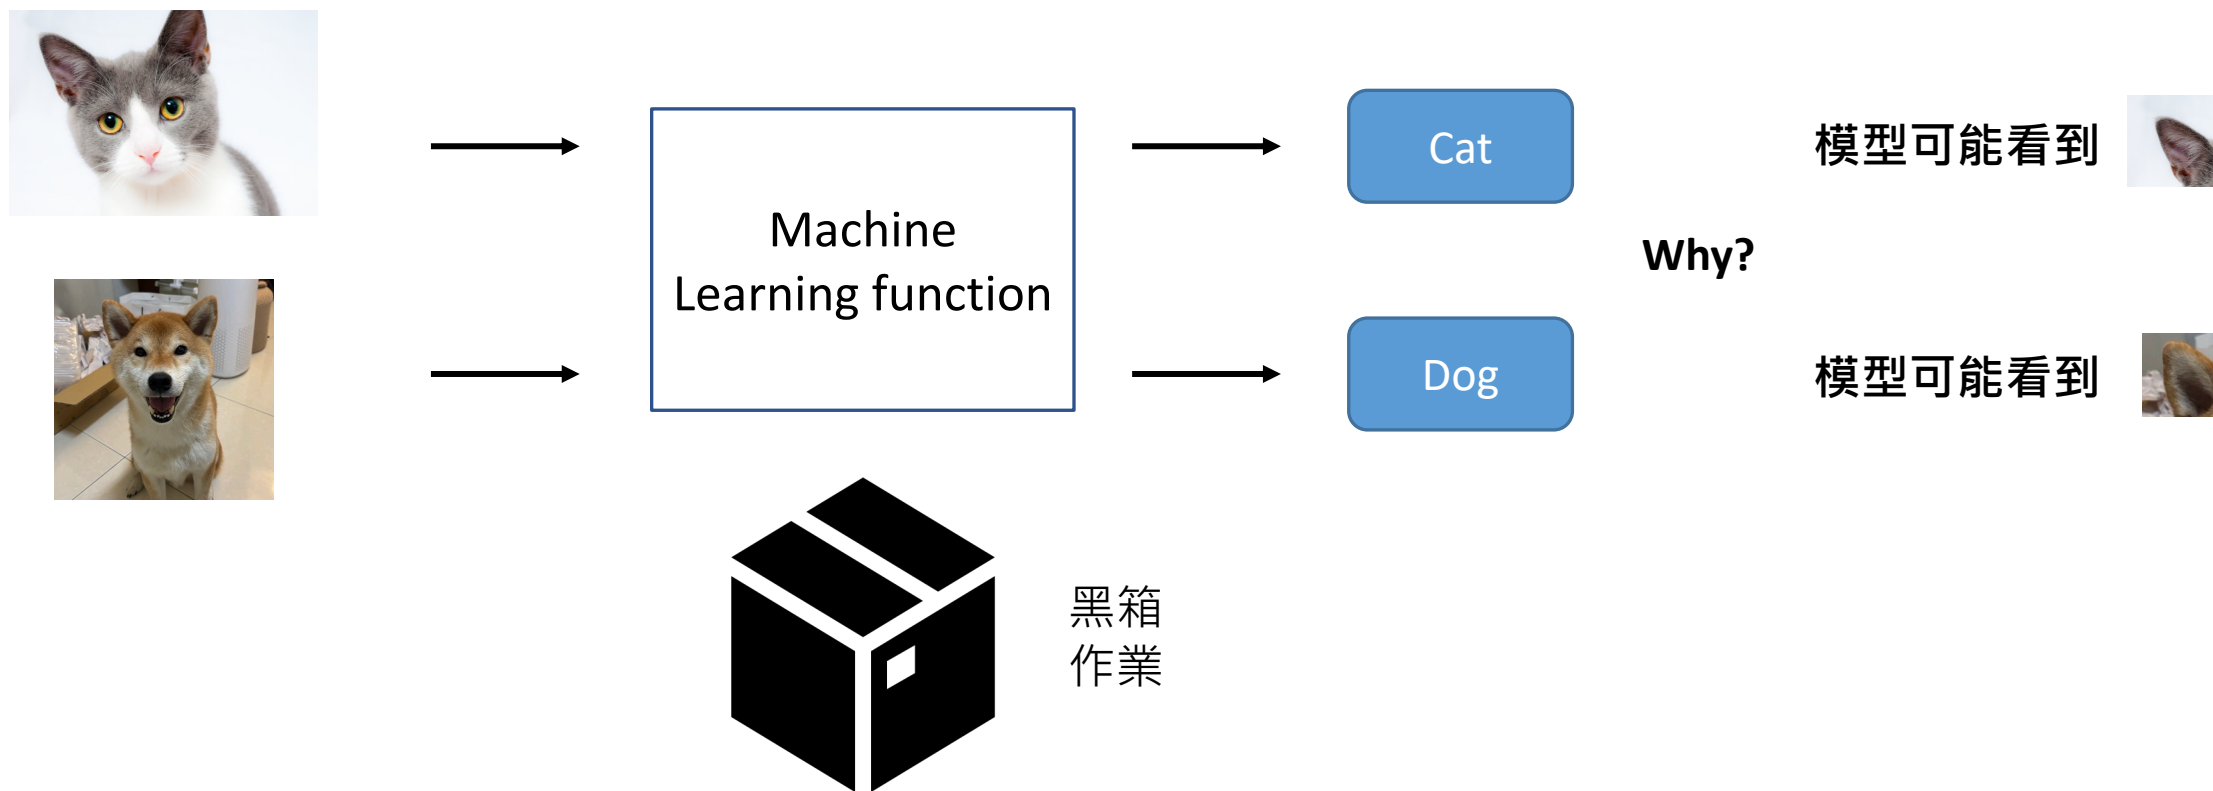 Cat
模型可能看到
Machine
Learning function
Why?
Dog
模型可能看到
黑箱
作業